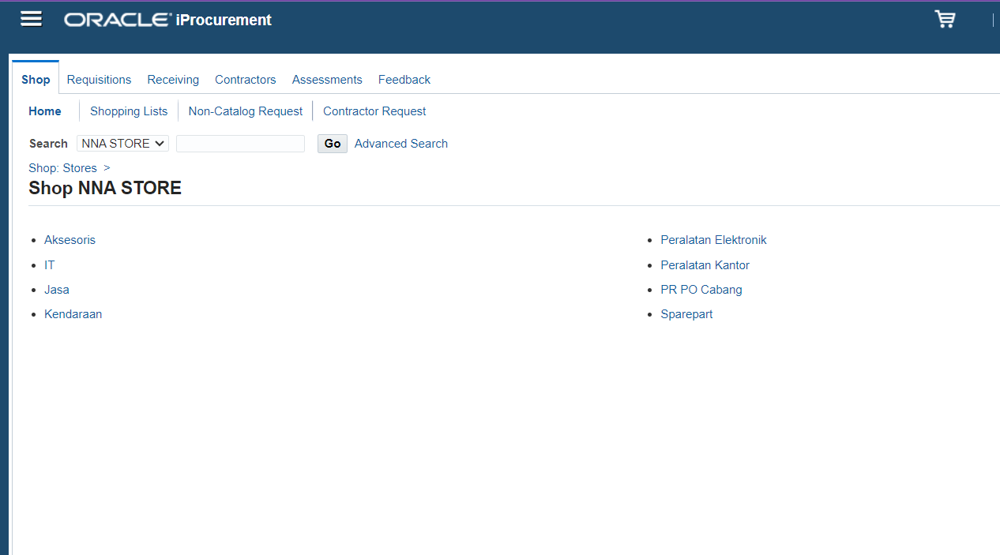 ORACLE iProcurement
Shop Requisitions Receiving Contractors Assessments Feedback
Home Shopping Lists Non-Catalog Request Contractor Request
Search NNA STORE Go Advanced Search
Shop: Stores >
Shop NNA STORE
Aksesoris
IT
Jasa
Kendaraan
Peralatan Elektronik
Peralatan Kantor
PR PO Cabang
Sparepart